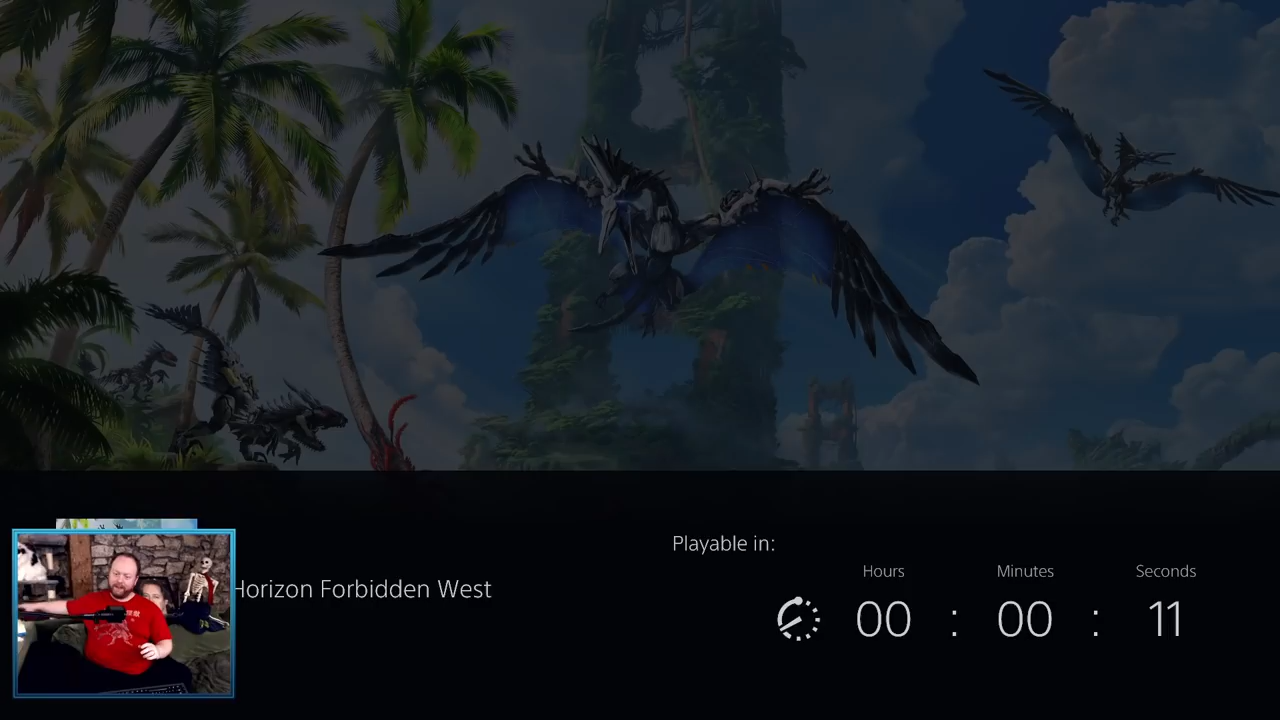 Playable in:
Hours Minutes Seconds
Horizon Forbidden West
00 : 00 : 11